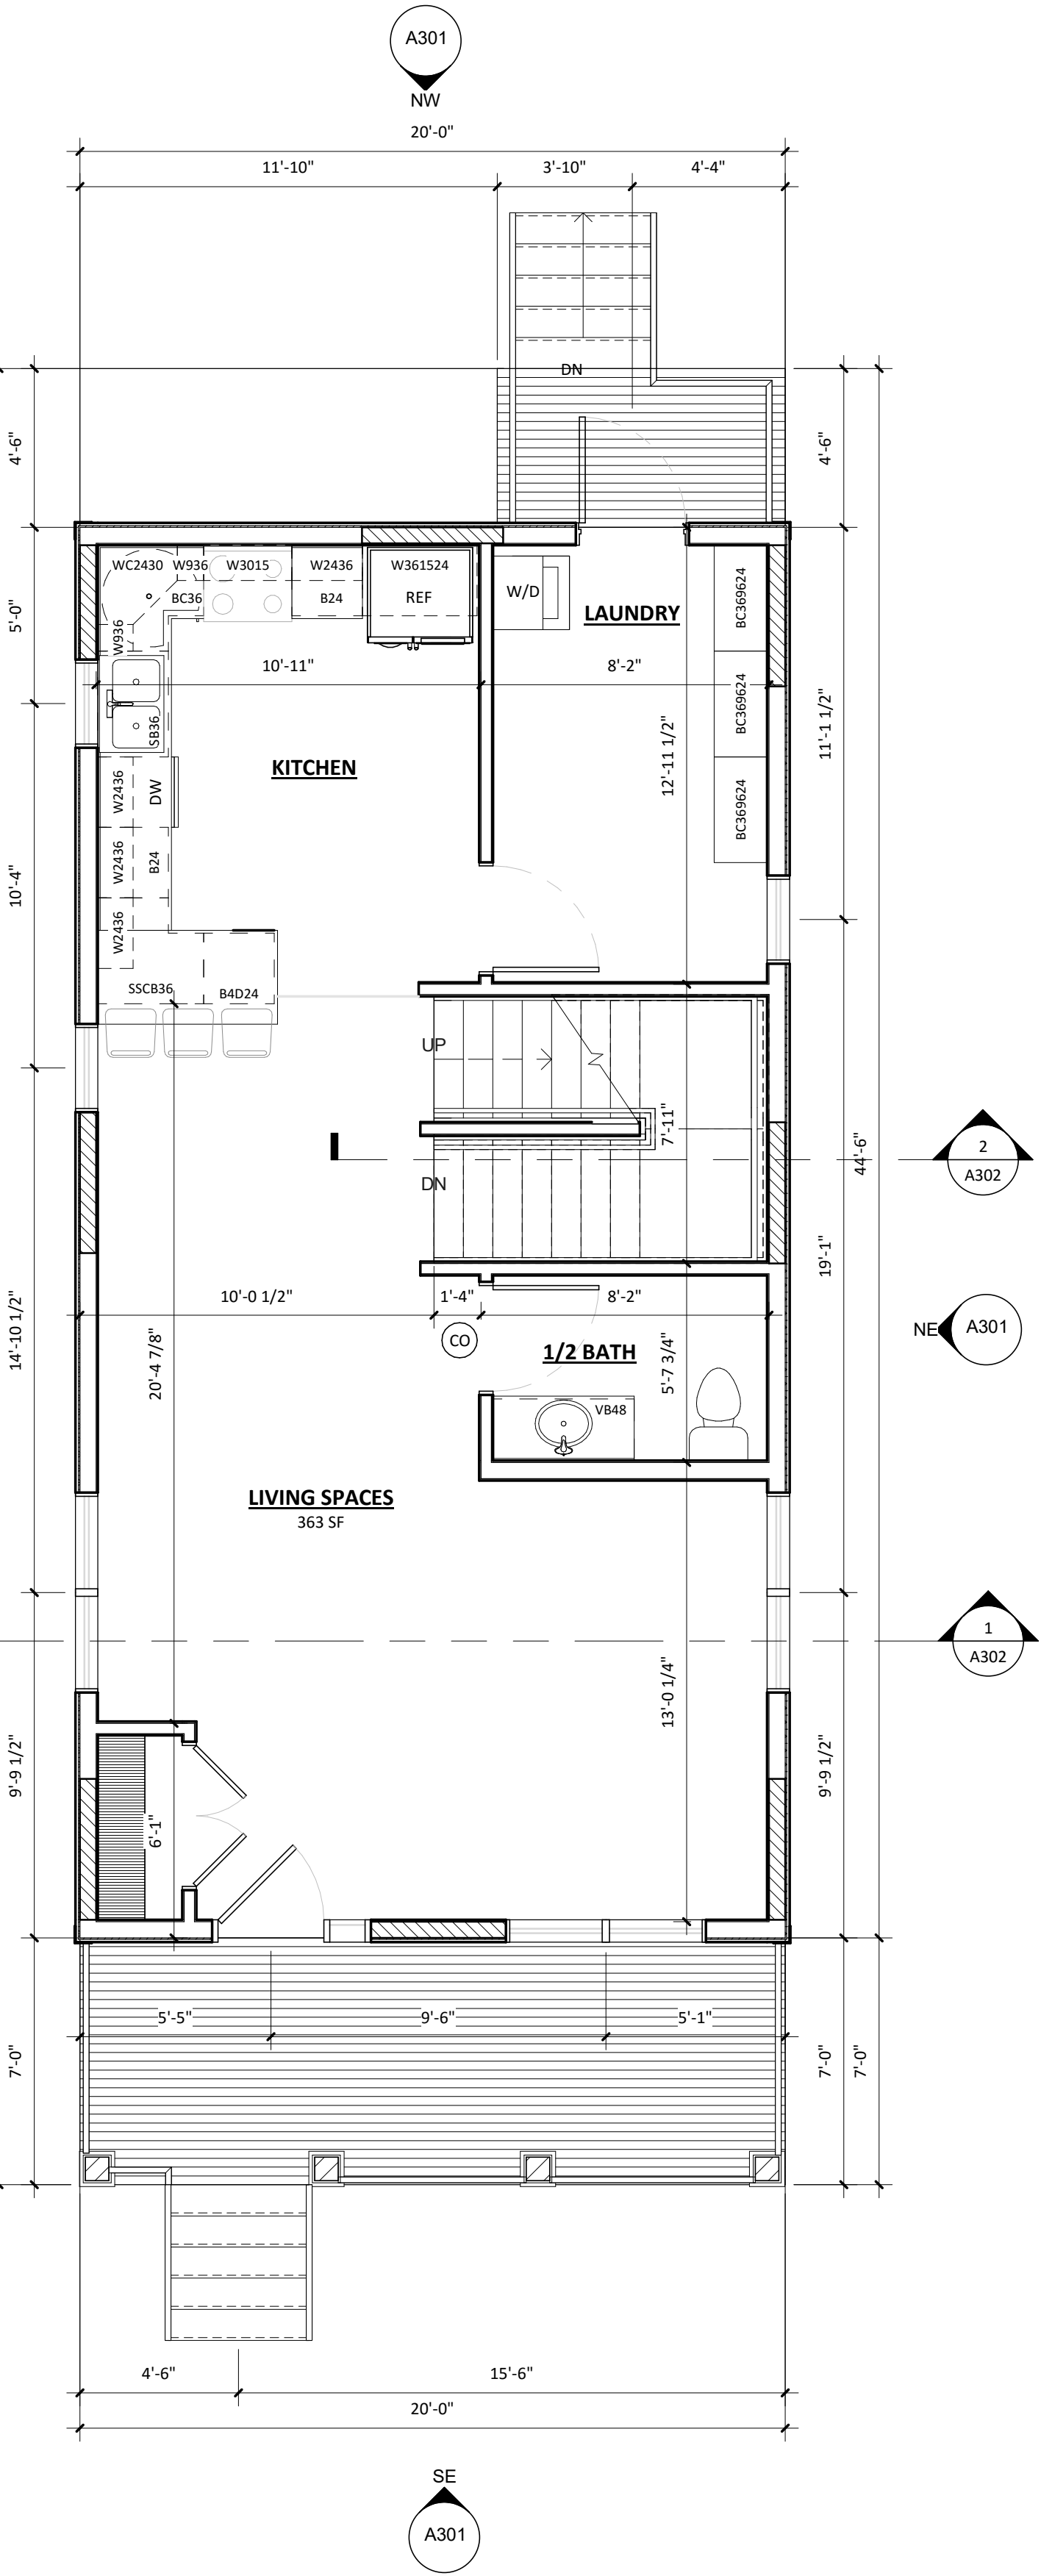 A301
NW
20'-0"
11'-10"
3'-10"
4'-4"
DN
4'-6"
4'-6"
WC2430
W936
W3015
W2436
W361524
BC36
B24
REF
W/D
LAUNDRY
BC369624
5'-0"
W936
10'-11"
8'-2"
BC369624
SB36
11'-1 1/2"
12'-11 1/2"
KITCHEN
W2436
DW
BC369624
W2436
B24
10'-4"
W2436
SSCB36
B4D24
UP
7'-11"
44'-6"
2
A302
DN
19'-1"
10'-0 1/2"
1'-4"
8'-2"
14'-10 1/2"
CO
NE
A301
20'-4 7/8"
1/2 BATH
5'-7 3/4"
VB48
LIVING SPACES
363 SF
1
A302
13'-0 1/4"
9'-9 1/2"
9'-9 1/2"
6'-1"
5'-5"
9'-6"
5'-1"
7'-0"
7'-0"
7'-0"
4'-6"
15'-6"
20'-0"
SE
A301